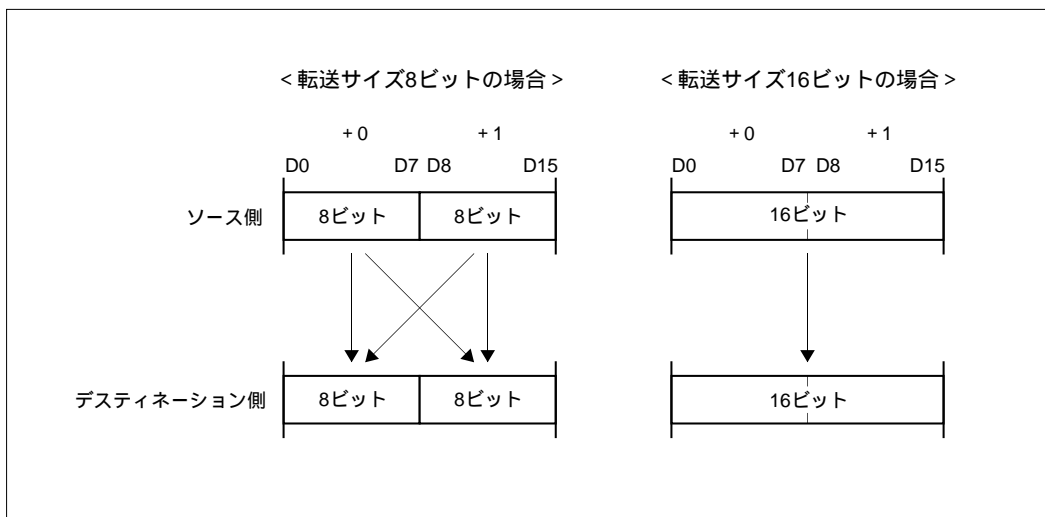 ＜転送サイズ8ビットの場合＞ ＜転送サイズ16ビットの場合＞
+0 +1 +0 +1
D0 D7 D8 D15 D0 D7 D8 D15
ソース側 8ビット 8ビット 16ビット
デスティネーション側 8ビット 8ビット 16ビット